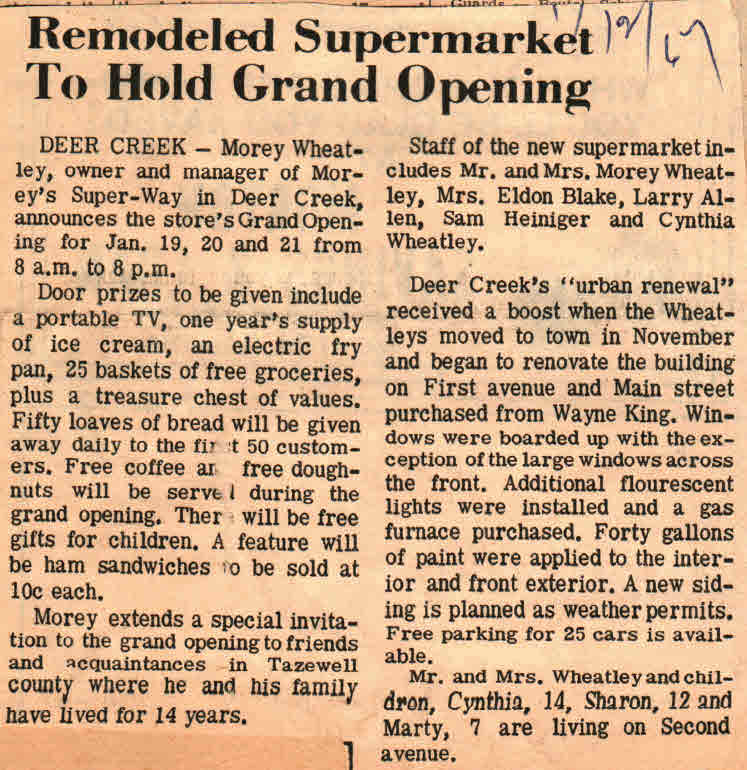 Guards
Remodeled Supermarket
To Hold Grand Opening
1/12/67
DEER CREEK — Morey Wheat-
ley, owner and manager of Mor-
ey's Super-Way in Deer Creek,
announces the store's Grand Open-
ing for Jan. 19, 20 and 21 from
8 a.m. to 8 p.m.
Door prizes to be given include
a portable TV, one year's supply
of ice cream, an electric fry
pan, 25 baskets of free groceries,
plus a treasure chest of values.
Fifty loaves of bread will be given
away daily to the first 50 custom-
ers. Free coffee an free dough-
nuts will be served during the
grand opening. Ther will be free
gifts for children. A feature will
be ham sandwiches to be sold at
10c each.
Morey extends a special invita-
tion to the grand opening to friends
and acquaintances in Tazewell
county where he and his family
have lived for 14 years.
Staff of the new supermarket in-
cludes Mr. and Mrs. Morey Wheat-
ley, Mrs. Eldon Blake, Larry Al-
len, Sam Heiniger and Cynthia
Wheatley.
Deer Creek's "urban renewal"
received a boost when the Wheat-
leys moved to town in November
and began to renovate the building
on First avenue and Main street
purchased from Wayne King. Win-
dows were boarded up with the ex-
ception of the large windows across
the front. Additional flourescent
lights were installed and a gas
furnace purchased. Forty gallons
of paint were applied to the inter-
ior and front exterior. A new sid-
ing is planned as weather permits.
Free parking for 25 cars is avail-
able.
Mr. and Mrs. Wheatley and chil-
dron, Cynthia, 14, Sharon, 12 and
Marty, 7 are living on Second
avenue.